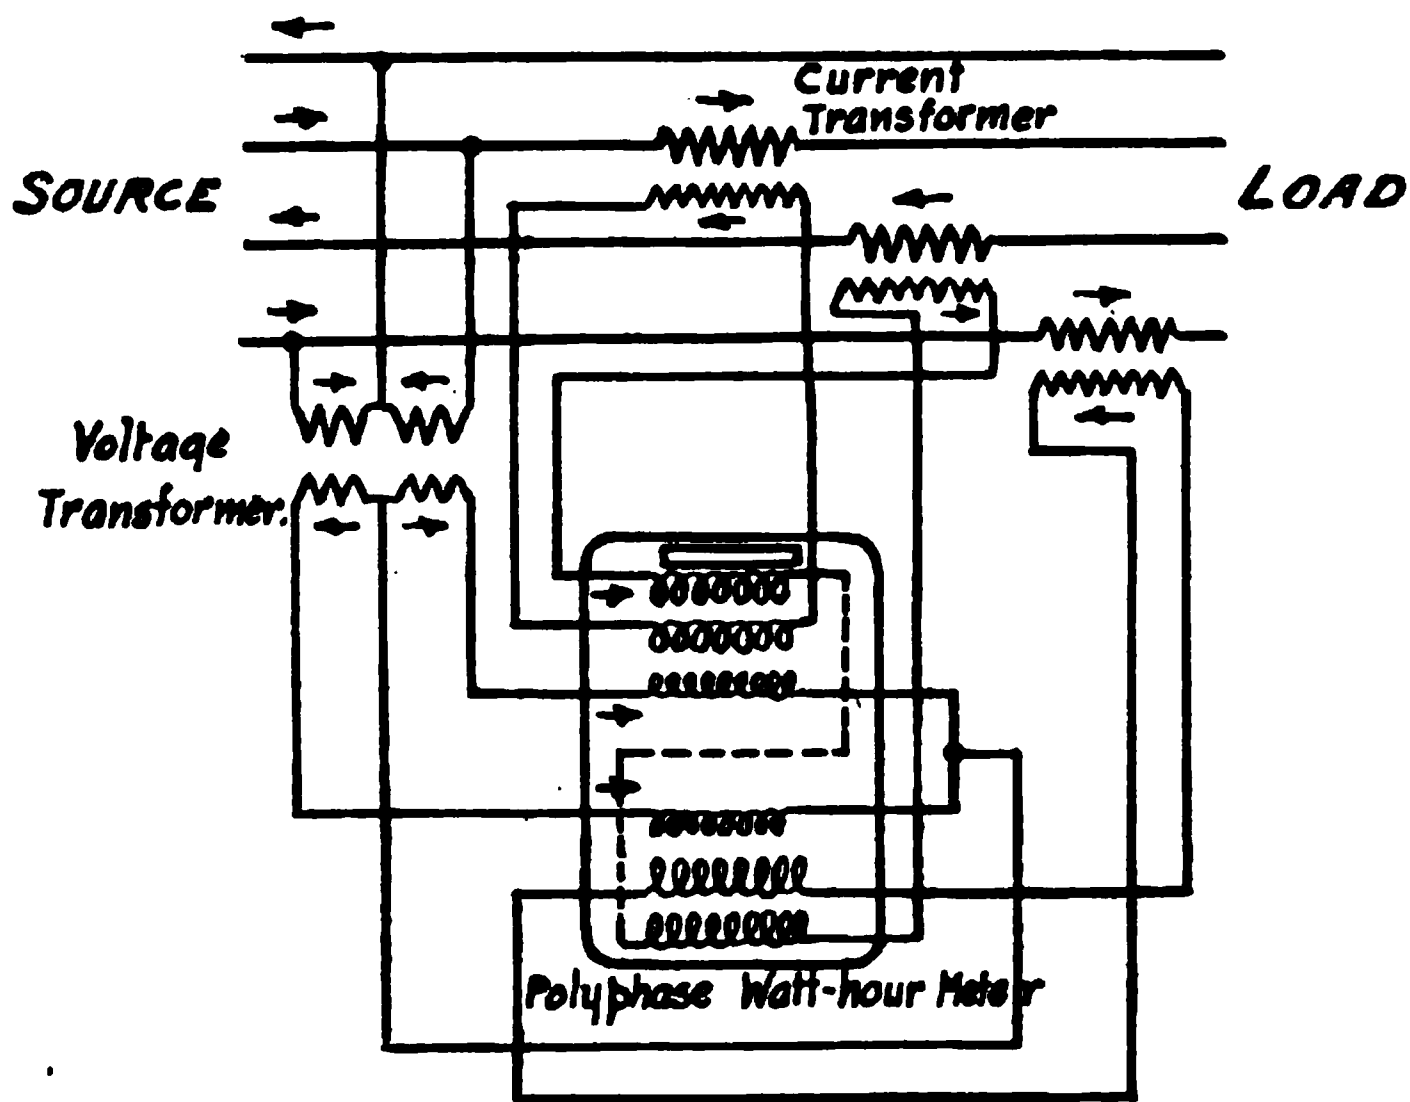 Current
Transformer
SOURCE
LOAD
Voltage
Transformer.
Polyphase Watt-hour Meter